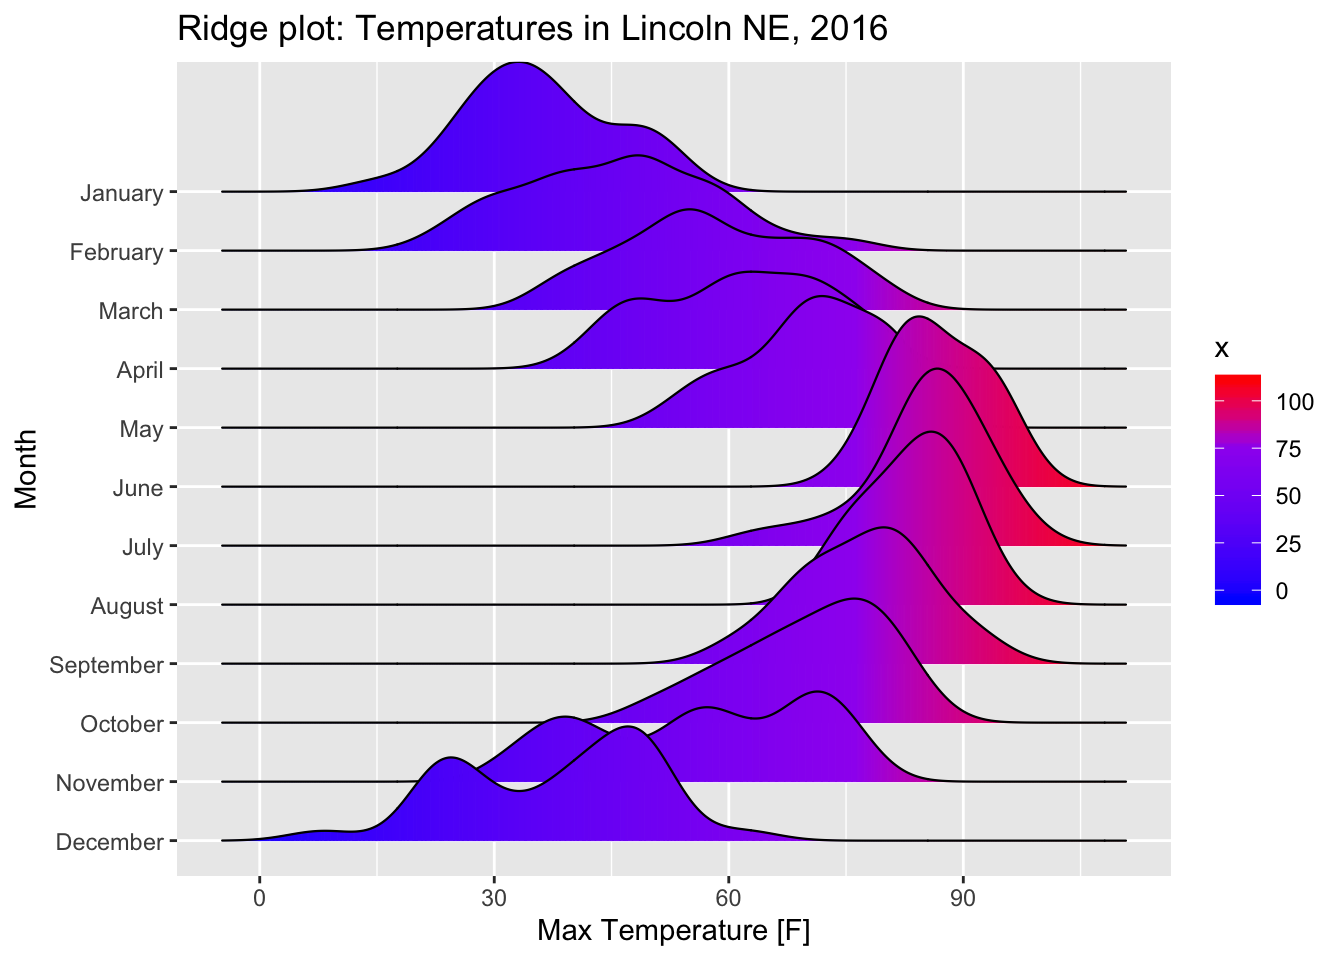 Ridge plot: Temperatures in Lincoln NE, 2016
Month
January
February
March
April
May
June
July
August
September
October
November
December
0 30 60 90
Max Temperature [F]
x
100
75
50
25
0